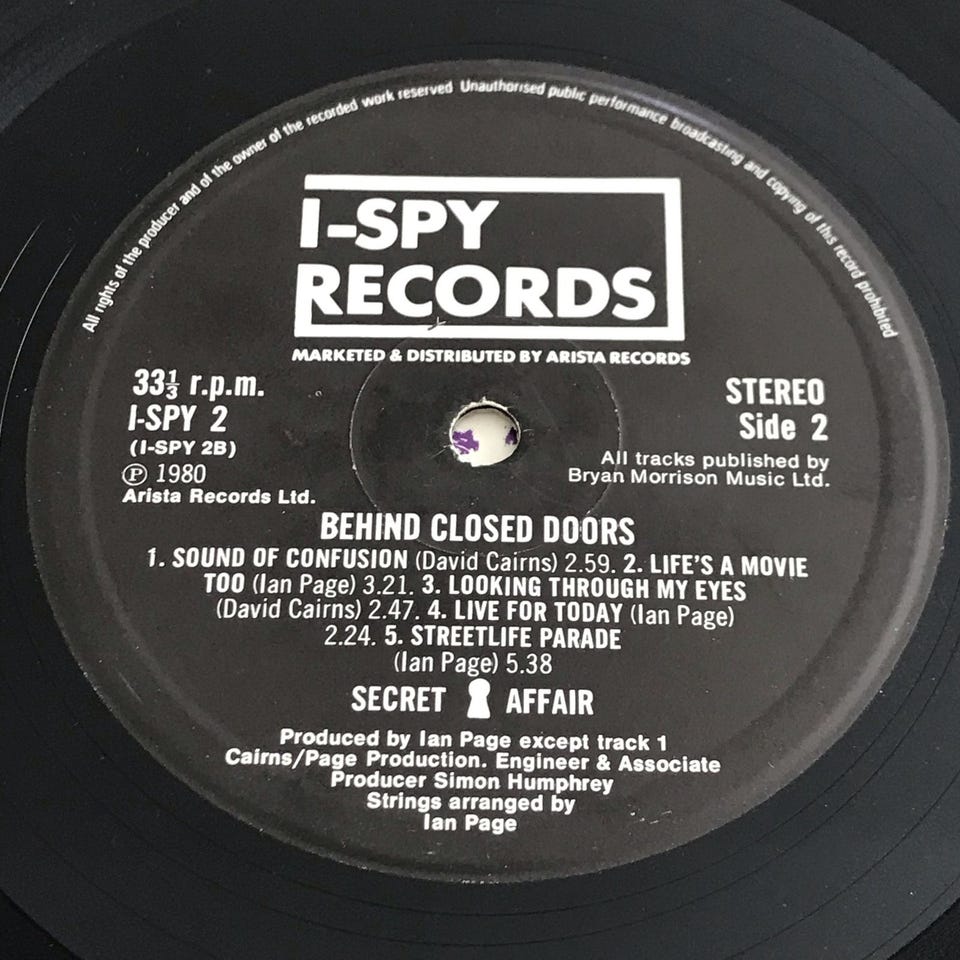 All rights of the producer and of the owner of the recorded work reserved Unauthorised public performance broadcasting and copying of this record prohibited
I-SPY
RECORDS
MARKETED & DISTRIBUTED BY ARISTA RECORDS
33⅓ r.p.m.
I-SPY 2
(I-SPY 2B)
℗ 1980
Arista Records Ltd.
STEREO
Side 2
All tracks published by
Bryan Morrison Music Ltd.
BEHIND CLOSED DOORS
1. SOUND OF CONFUSION (David Cairns) 2.59. 2. LIFE'S A MOVIE
TOO (Ian Page) 3.21. 3. LOOKING THROUGH MY EYES
(David Cairns) 2.47. 4. LIVE FOR TODAY (Ian Page)
2.24. 5. STREETLIFE PARADE
(Ian Page) 5.38
SECRET AFFAIR
Produced by Ian Page except track 1
Cairns/Page Production. Engineer & Associate
Producer Simon Humphrey
Strings arranged by
Ian Page